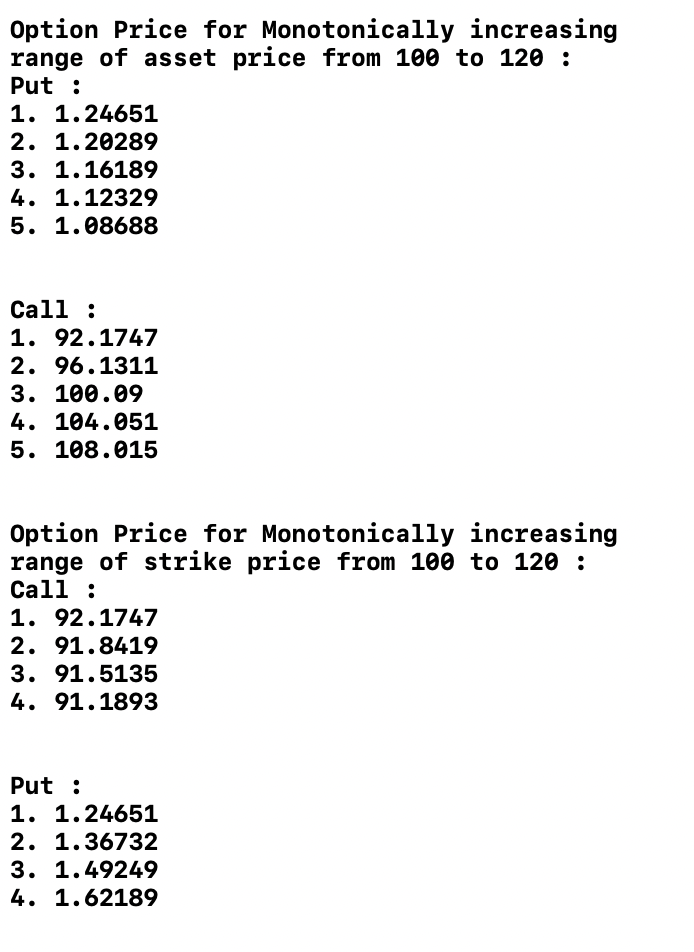 Option Price for Monotonically increasing
range of asset price from 100 to 120 :
Put :
1. 1.24651
2. 1.20289
3. 1.16189
4. 1.12329
5. 1.08688
Call :
1. 92.1747
2. 96.1311
3. 100.09
4. 104.051
5. 108.015
Option Price for Monotonically increasing
range of strike price from 100 to 120 :
Call :
1. 92.1747
2. 91.8419
3. 91.5135
4. 91.1893
Put :
1. 1.24651
2. 1.36732
3. 1.49249
4. 1.62189